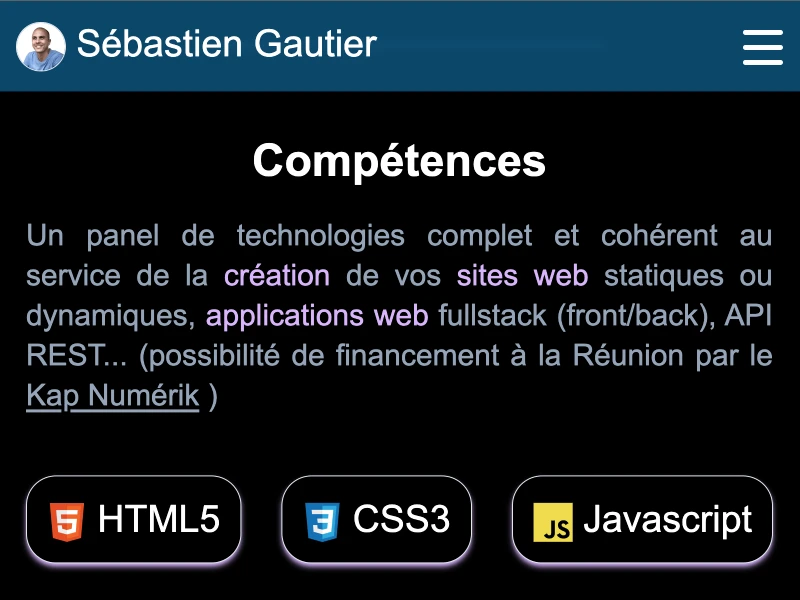 Sébastien Gautier
Compétences
Un panel de technologies complet et cohérent au
service de la création de vos sites web statiques ou
dynamiques, applications web fullstack (front/back), API
REST... (possibilité de financement à la Réunion par le
Kap Numérik )
5 HTML5
3 CSS3
JS Javascript